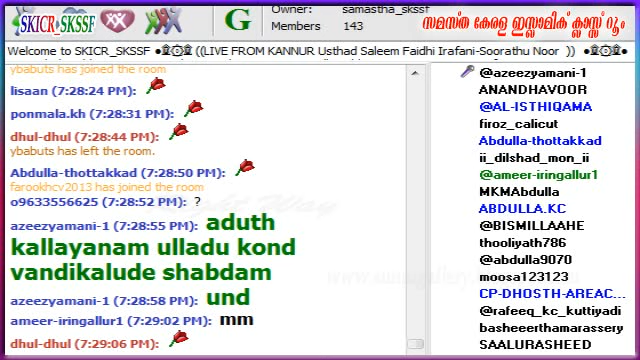 SKICR_SKSSF
G
Owner: samastha_skssf
Members 143
സമസ്ത കേരള ഇസ്ലാമിക് ക്ലാസ്സ് റൂം
Welcome to SKICR_SKSSF ●۩۞۩● ((LIVE FROM KANNUR Usthad Saleem Faidhi Irafani-Soorathu Noor )) ●۩۞۩●
ybabuts has joined the room
lisaan (7:28:24 PM):
ponmala.kh (7:28:31 PM):
dhul-dhul (7:28:44 PM):
ybabuts has left the room.
Abdulla-thottakkad (7:28:50 PM):
farookhcv2013 has joined the room
o9633556625 (7:28:52 PM): ?
azeezyamani-1 (7:28:55 PM): aduth
kallayanam ulladu kond
vandikalude shabdam
azeezyamani-1 (7:28:58 PM): und
ameer-iringallur1 (7:29:02 PM): mm
dhul-dhul (7:29:06 PM):
@azeezyamani-1
ANANDHAVOOR
@AL-ISTHIQAMA
firoz_calicut
Abdulla-thottakkad
ii_dilshad_mon_ii
@ameer-iringallur1
MKMAbdulla
ABDULLA.KC
@BISMILLAAHE
thooliyath786
@abdulla9070
moosa123123
CP-DHOSTH-AREAC...
@rafeeq_kc_kuttiyadi
basheeerthamarassery
SAALURASHEED